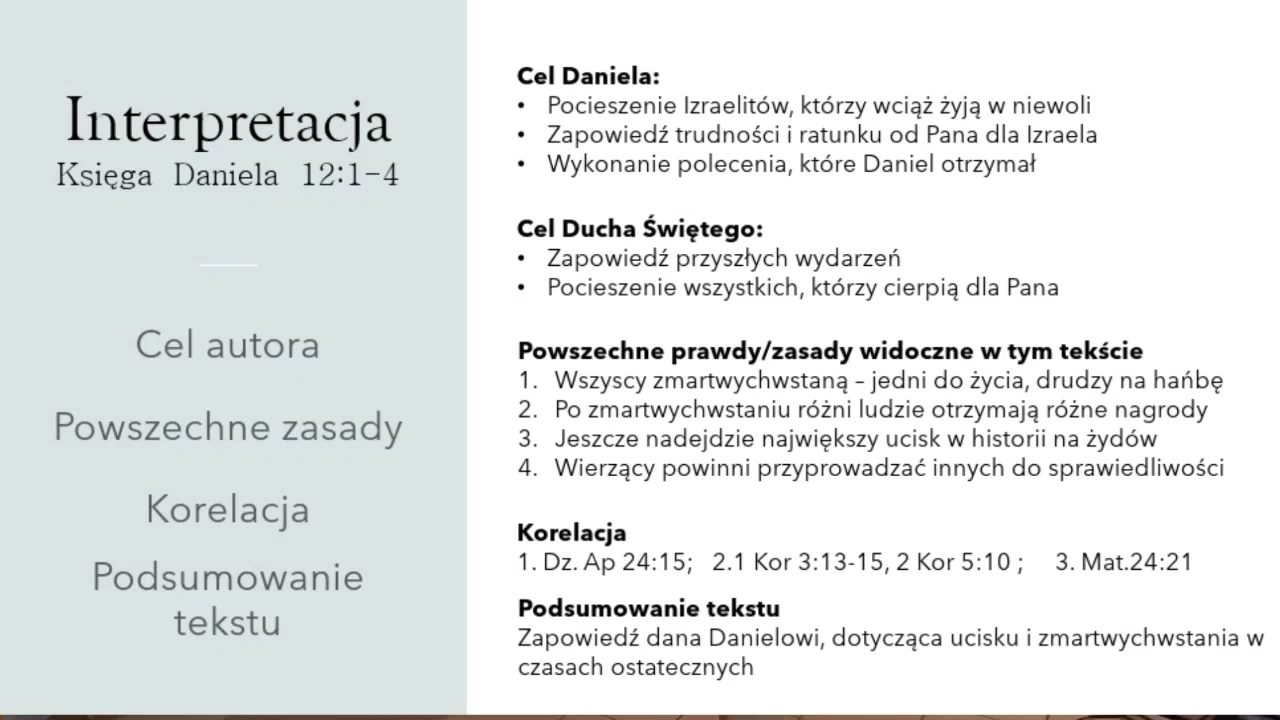 Interpretacja
Księga Daniela 12:1-4
Cel autora
Powszechne zasady
Korelacja
Podsumowanie
tekstu
Cel Daniela:
• Pocieszenie Izraelitów, którzy wciąż żyją w niewoli
• Zapowiedź trudności i ratunku od Pana dla Izraela
• Wykonanie polecenia, które Daniel otrzymał
Cel Ducha Świętego:
• Zapowiedź przyszłych wydarzeń
• Pocieszenie wszystkich, którzy cierpią dla Pana
Powszechne prawdy/zasady widoczne w tym tekście
1. Wszyscy zmartwychwstaną – jedni do życia, drudzy na hańbę
2. Po zmartwychwstaniu różni ludzie otrzymają różne nagrody
3. Jeszcze nadejdzie największy ucisk w historii na żydów
4. Wierzący powinni przyprowadzać innych do sprawiedliwości
Korelacja
1. Dz. Ap 24:15; 2.1 Kor 3:13-15, 2 Kor 5:10 ; 3. Mat.24:21
Podsumowanie tekstu
Zapowiedź dana Danielowi, dotycząca ucisku i zmartwychwstania w
czasach ostatecznych